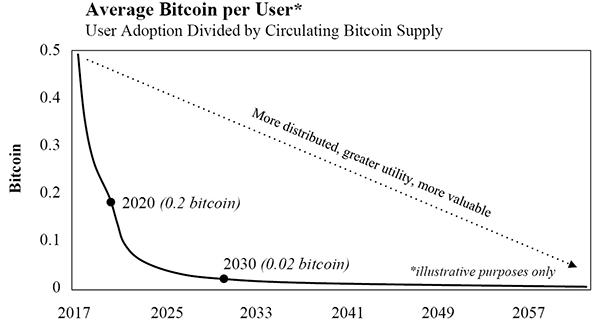 Average Bitcoin per User*
User Adoption Divided by Circulating Bitcoin Supply
Bitcoin
0.5
0.4
0.3
0.2
0.1
0
More distributed, greater utility, more valuable
2020 (0.2 bitcoin)
2030 (0.02 bitcoin)
*illustrative purposes only
2017 2025 2033 2041 2049 2057